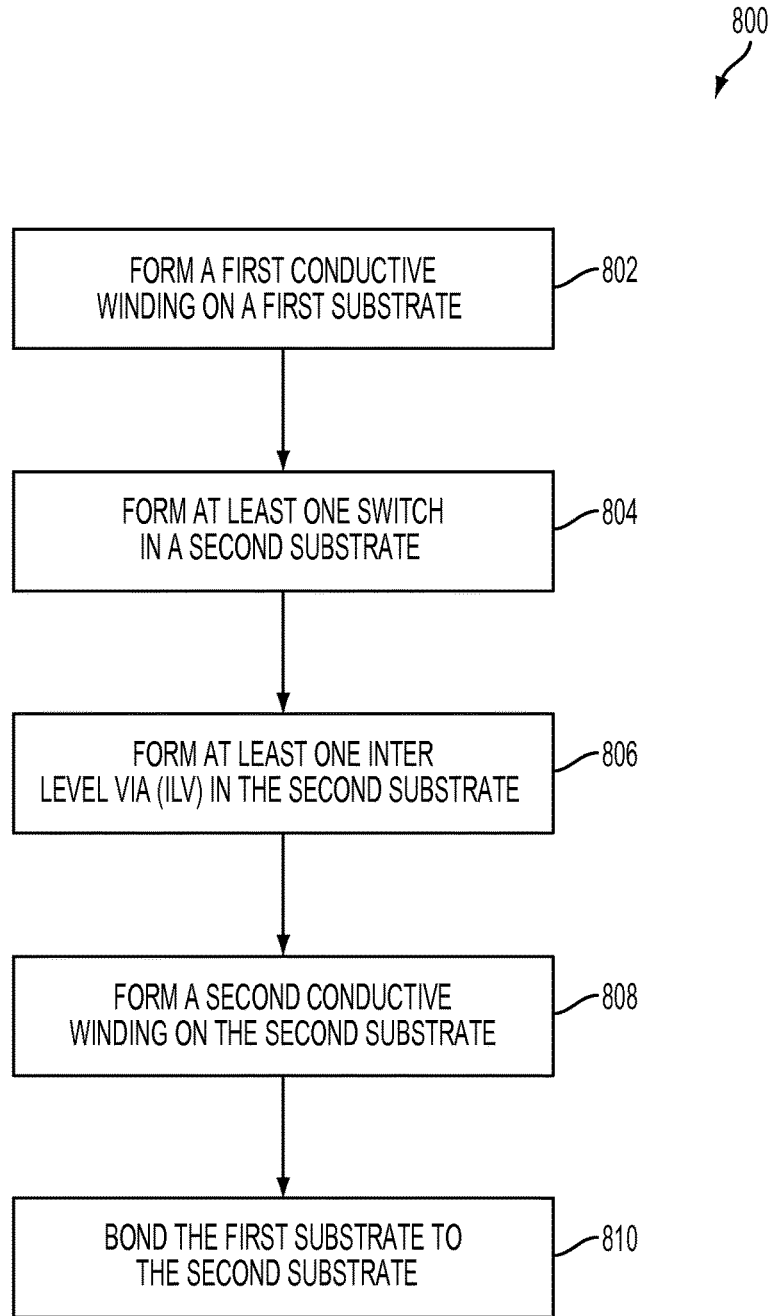 800
FORM A FIRST CONDUCTIVE
WINDING ON A FIRST SUBSTRATE
802
FORM AT LEAST ONE SWITCH
IN A SECOND SUBSTRATE
804
FORM AT LEAST ONE INTER
LEVEL VIA (ILV) IN THE SECOND SUBSTRATE
806
FORM A SECOND CONDUCTIVE
WINDING ON THE SECOND SUBSTRATE
808
BOND THE FIRST SUBSTRATE TO
THE SECOND SUBSTRATE
810